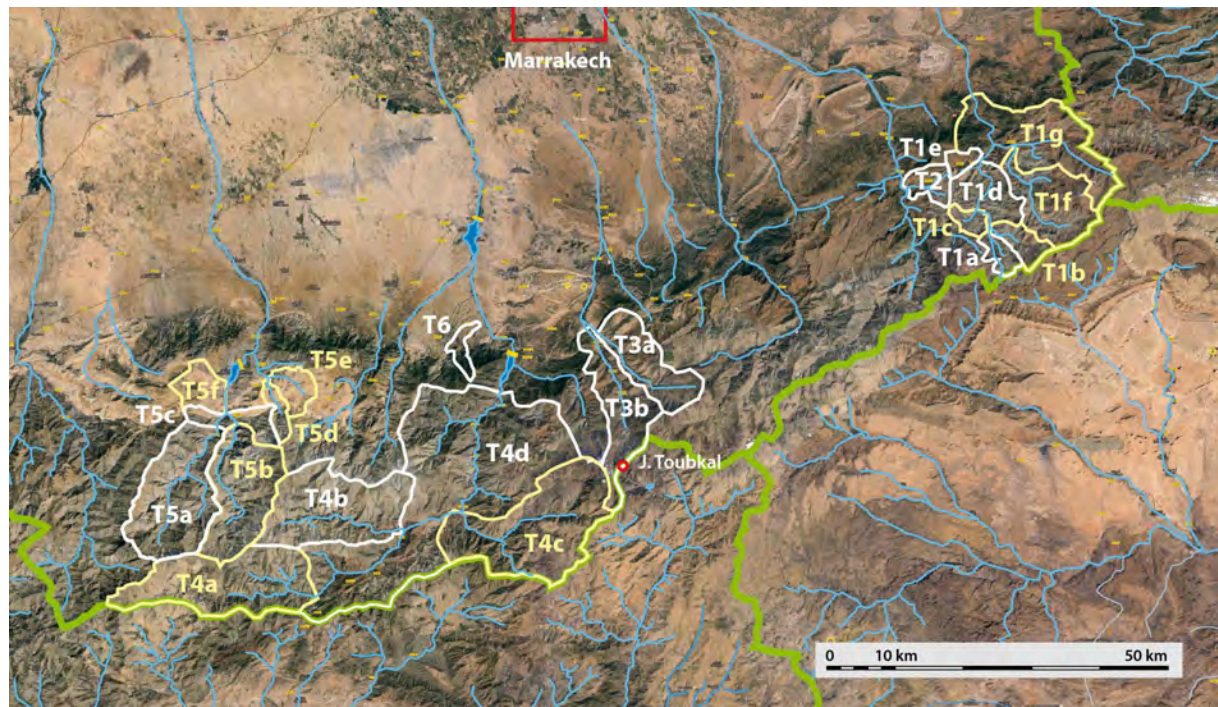 Marrakech
T1g
T1e
T2
T1d
T1f
T1c
T1a
T1b
T6
T3a
T5e
T5f
T5c
T3b
T5d
T4d
T5b
J. Toubkal
T4b
T5a
T4c
T4a
0 10 km 50 km